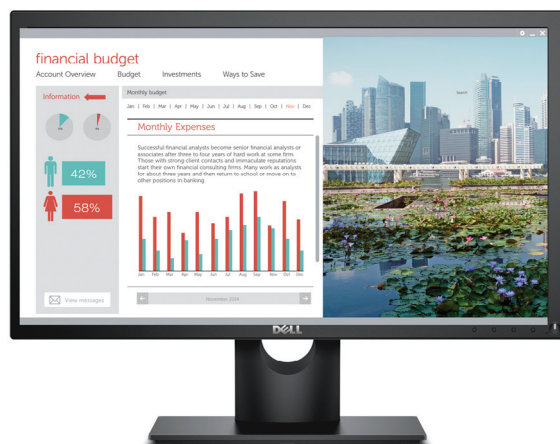 financial budget
Account Overview Budget Investments Ways to Save
Information
Monthly budget
Jan | Feb | Mar | Apr | May | Jun | Jul | Aug | Sep | Oct | Nov | Dec
Monthly Expenses
Successful financial analysts become senior financial analysts or
associates after three to four years of hard work at some firm.
Those with strong client contacts and immaculate reputations
start their own financial consulting firms. Many work as analysts
for about three years and then return to school or move on to
other positions in banking.
42%
58%
Jan Feb Mar Apr May Jun Jul Aug Sep Nov Oct Dec
View messages
November 2014
Search
DELL